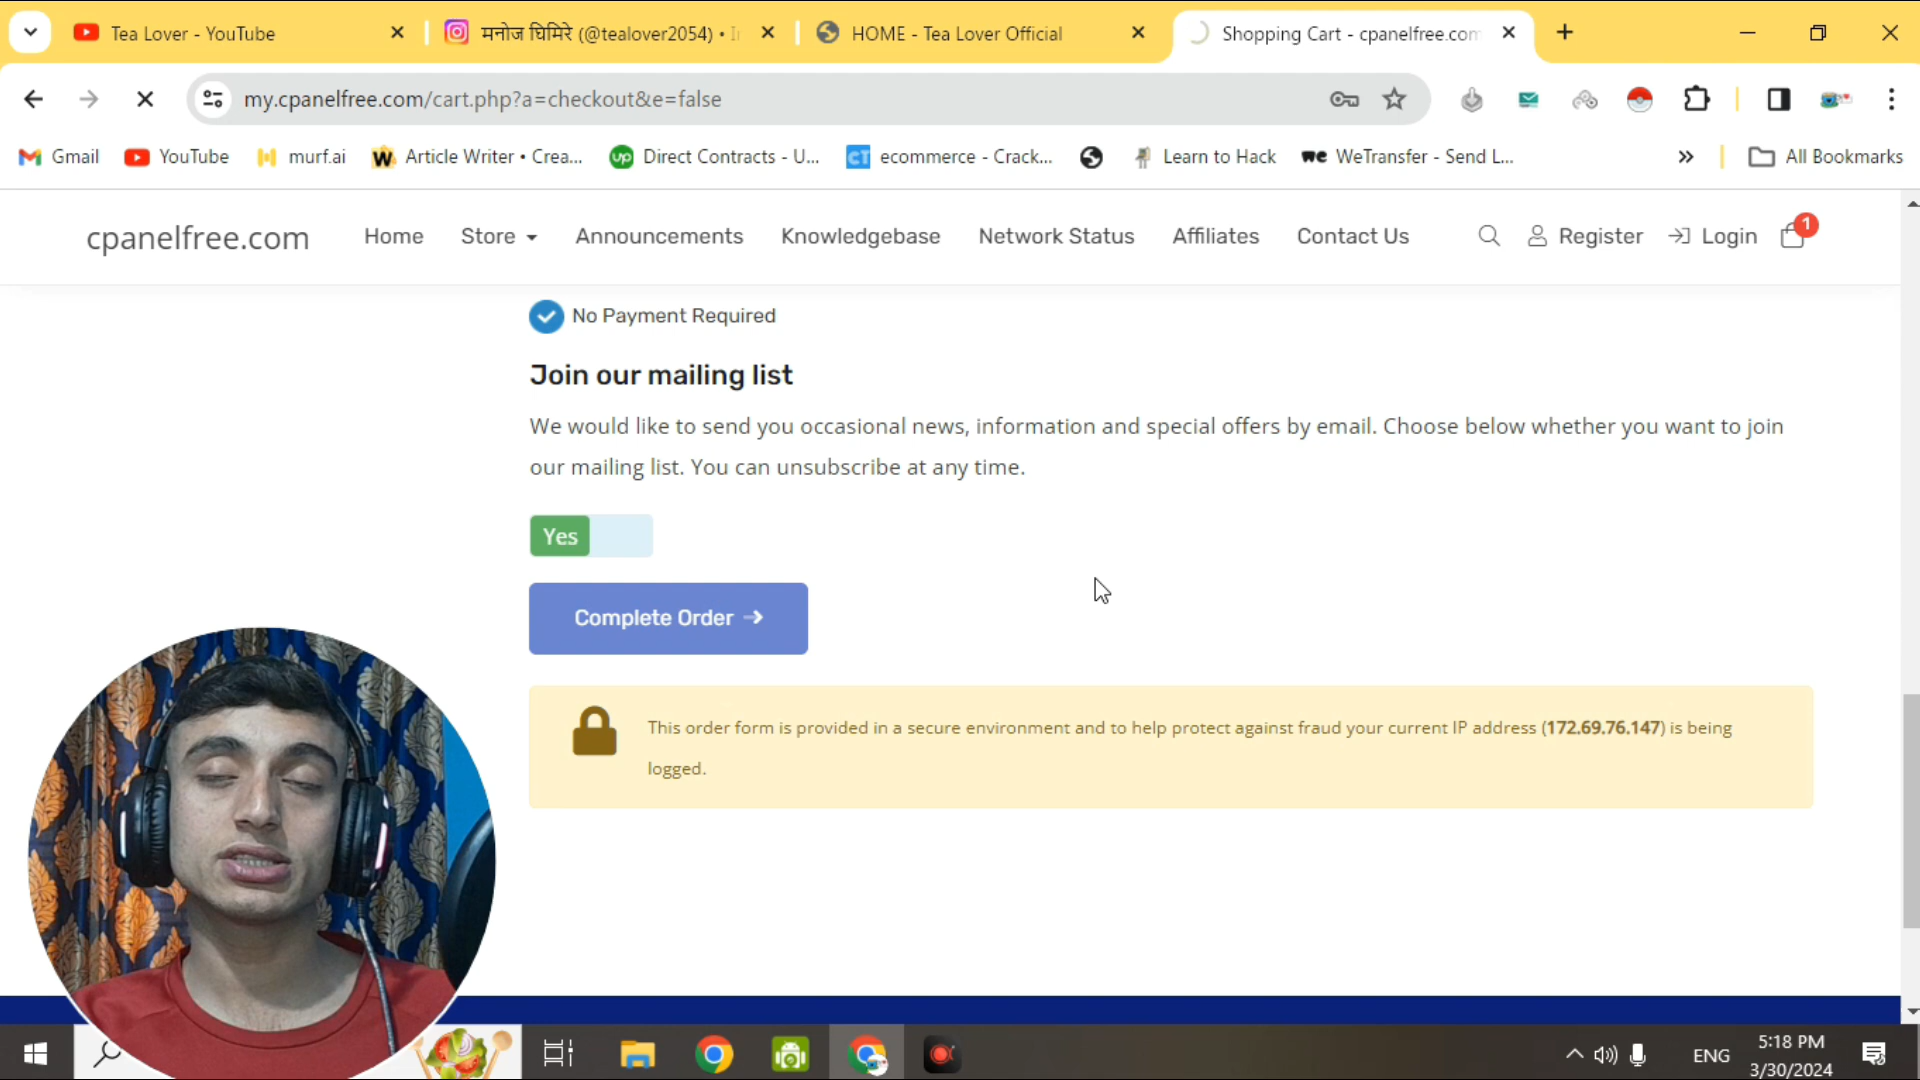 Tea Lover - YouTube
मनोज घिमिरे (@tealover2054) •
HOME - Tea Lover Official
Shopping Cart - cpanelfree.com
my.cpanelfree.com/cart.php?a=checkout&e=false
Gmail
YouTube
murf.ai
Article Writer • Crea...
Direct Contracts - U...
ecommerce - Crack...
Learn to Hack
WeTransfer - Send L...
All Bookmarks
cpanelfree.com
Home
Store
Announcements
Knowledgebase
Network Status
Affiliates
Contact Us
Register
Login
1
No Payment Required
Join our mailing list
We would like to send you occasional news, information and special offers by email. Choose below whether you want to join
our mailing list. You can unsubscribe at any time.
Yes
Complete Order →
This order form is provided in a secure environment and to help protect against fraud your current IP address (172.69.76.147) is being
logged.
ENG
5:18 PM
3/30/2024